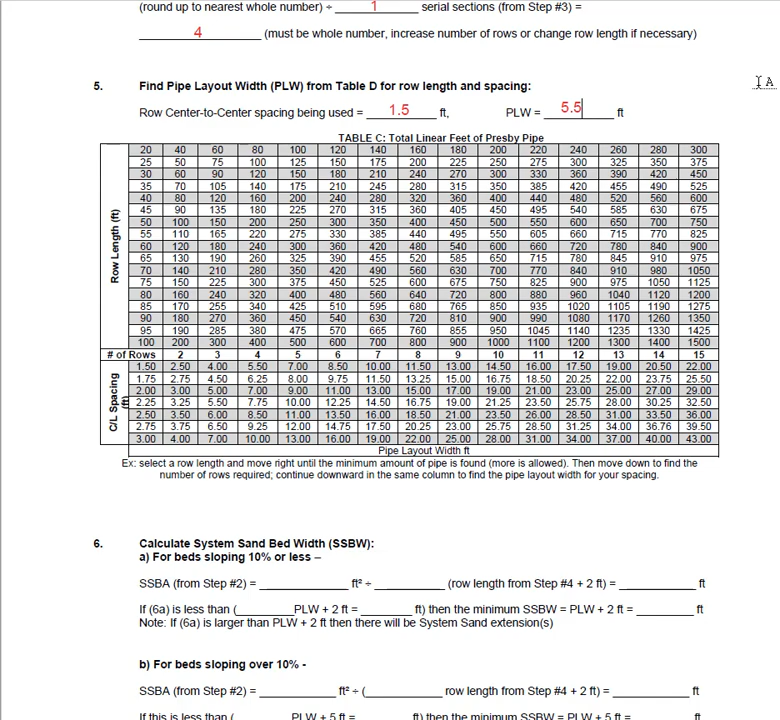 (round up to nearest whole number) ÷ 1 serial sections (from Step #3) =
4 (must be whole number, increase number of rows or change row length if necessary)
5. Find Pipe Layout Width (PLW) from Table D for row length and spacing:
A
Row Center-to-Center spacing being used = 1.5 ft, PLW = 5.5 ft
TABLE C: Total Linear Feet of Presby Pipe
Row Length (ft)
20 40 60 80 100 120 140 160 180 200 220 240 260 280 300
25 50 75 100 125 150 175 200 225 250 275 300 325 350 375
30 60 90 120 150 180 210 240 270 300 330 360 390 420 450
35 70 105 140 175 210 245 280 315 350 385 420 455 490 525
40 80 120 160 200 240 280 320 360 400 440 480 520 560 600
45 90 135 180 225 270 315 360 405 450 495 540 585 630 675
50 100 150 200 250 300 350 400 450 500 550 600 650 700 750
55 110 165 220 275 330 385 440 495 550 605 660 715 770 825
60 120 180 240 300 360 420 480 540 600 660 720 780 840 900
65 130 190 260 325 390 455 520 585 650 715 780 845 910 975
70 140 210 280 350 420 490 560 630 700 770 840 910 980 1050
75 150 225 300 375 450 525 600 675 750 825 900 975 1050 1125
80 160 240 320 400 480 560 640 720 800 880 960 1040 1120 1200
85 170 255 340 425 510 595 680 765 850 935 1020 1105 1190 1275
90 180 270 360 450 540 630 720 810 900 990 1080 1170 1260 1350
95 190 285 380 475 570 665 760 855 950 1045 1140 1235 1330 1425
100 200 300 400 500 600 700 800 900 1000 1100 1200 1300 1400 1500
# of Rows 2 3 4 5 6 7 8 9 10 11 12 13 14 15
C/L Spacing (ft)
1.50 2.50 4.00 5.50 7.00 8.50 10.00 11.50 13.00 14.50 16.00 17.50 19.00 20.50 22.00
1.75 2.75 4.50 6.25 8.00 9.75 11.50 13.25 15.00 16.75 18.50 20.25 22.00 23.75 25.50
2.00 3.00 5.00 7.00 9.00 11.00 13.00 15.00 17.00 19.00 21.00 23.00 25.00 27.00 29.00
2.25 3.25 5.50 7.75 10.00 12.25 14.50 16.75 19.00 21.25 23.50 25.75 28.00 30.25 32.50
2.50 3.50 6.00 8.50 11.00 13.50 16.00 18.50 21.00 23.50 26.00 28.50 31.00 33.50 36.00
2.75 3.75 6.50 9.25 12.00 14.75 17.50 20.25 23.00 25.75 28.50 31.25 34.00 36.76 39.50
3.00 4.00 7.00 10.00 13.00 16.00 19.00 22.00 25.00 28.00 31.00 34.00 37.00 40.00 43.00
Pipe Layout Width ft
Ex: select a row length and move right until the minimum amount of pipe is found (more is allowed). Then move down to find the
number of rows required; continue downward in the same column to find the pipe layout width for your spacing.
6. Calculate System Sand Bed Width (SSBW):
a) For beds sloping 10% or less –
SSBA (from Step #2) = ft² ÷ (row length from Step #4 + 2 ft) = ft
If (6a) is less than ( PLW + 2 ft = ft) then the minimum SSBW = PLW + 2 ft = ft
Note: If (6a) is larger than PLW + 2 ft then there will be System Sand extension(s)
b) For beds sloping over 10% -
SSBA (from Step #2) = ft² ÷ ( row length from Step #4 + 2 ft) = ft
If this is less than ( PLW + 5 ft = ft) then the minimum SSBW = PLW + 5 ft = ft